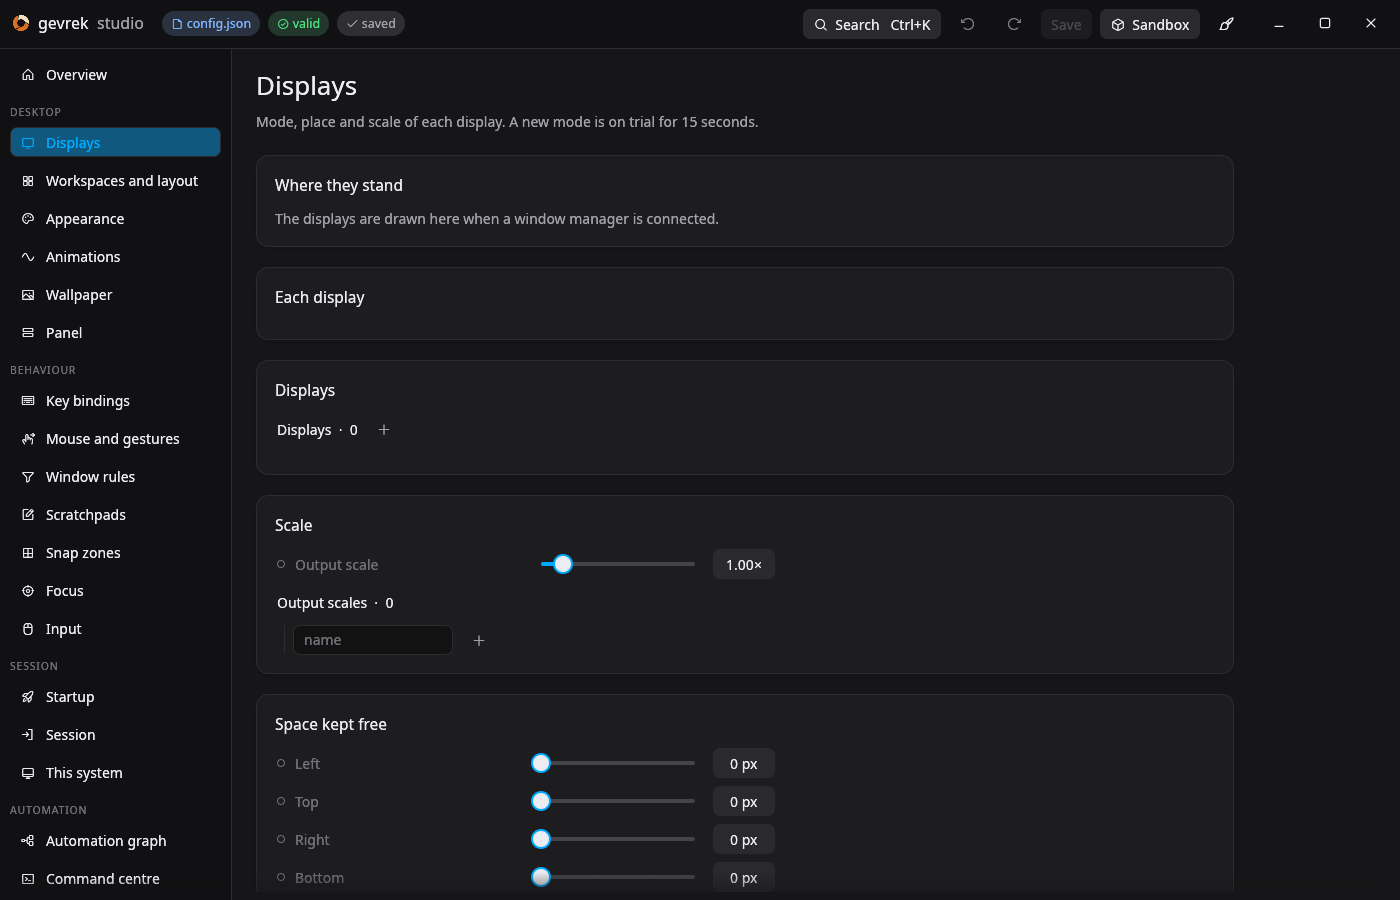 gevrek studio
config.json
valid
saved
Search Ctrl+K
Save
Sandbox
Overview
DESKTOP
Displays
Workspaces and layout
Appearance
Animations
Wallpaper
Panel
BEHAVIOUR
Key bindings
Mouse and gestures
Window rules
Scratchpads
Snap zones
Focus
Input
SESSION
Startup
Session
This system
AUTOMATION
Automation graph
Command centre
Displays
Mode, place and scale of each display. A new mode is on trial for 15 seconds.
Where they stand
The displays are drawn here when a window manager is connected.
Each display
Displays
Displays · 0
Scale
Output scale 1.00×
Output scales · 0
name
Space kept free
Left 0 px
Top 0 px
Right 0 px
Bottom 0 px